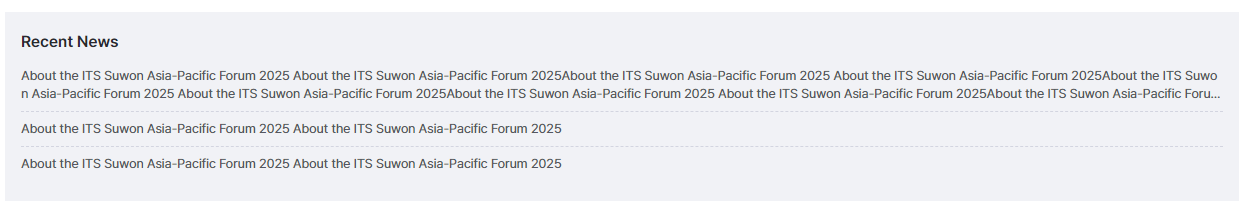 Recent News
About the ITS Suwon Asia-Pacific Forum 2025 About the ITS Suwon Asia-Pacific Forum 2025About the ITS Suwon Asia-Pacific Forum 2025 About the ITS Suwon Asia-Pacific Forum 2025About the ITS Suwo
n Asia-Pacific Forum 2025 About the ITS Suwon Asia-Pacific Forum 2025About the ITS Suwon Asia-Pacific Forum 2025 About the ITS Suwon Asia-Pacific Forum 2025About the ITS Suwon Asia-Pacific Foru...
About the ITS Suwon Asia-Pacific Forum 2025 About the ITS Suwon Asia-Pacific Forum 2025
About the ITS Suwon Asia-Pacific Forum 2025 About the ITS Suwon Asia-Pacific Forum 2025